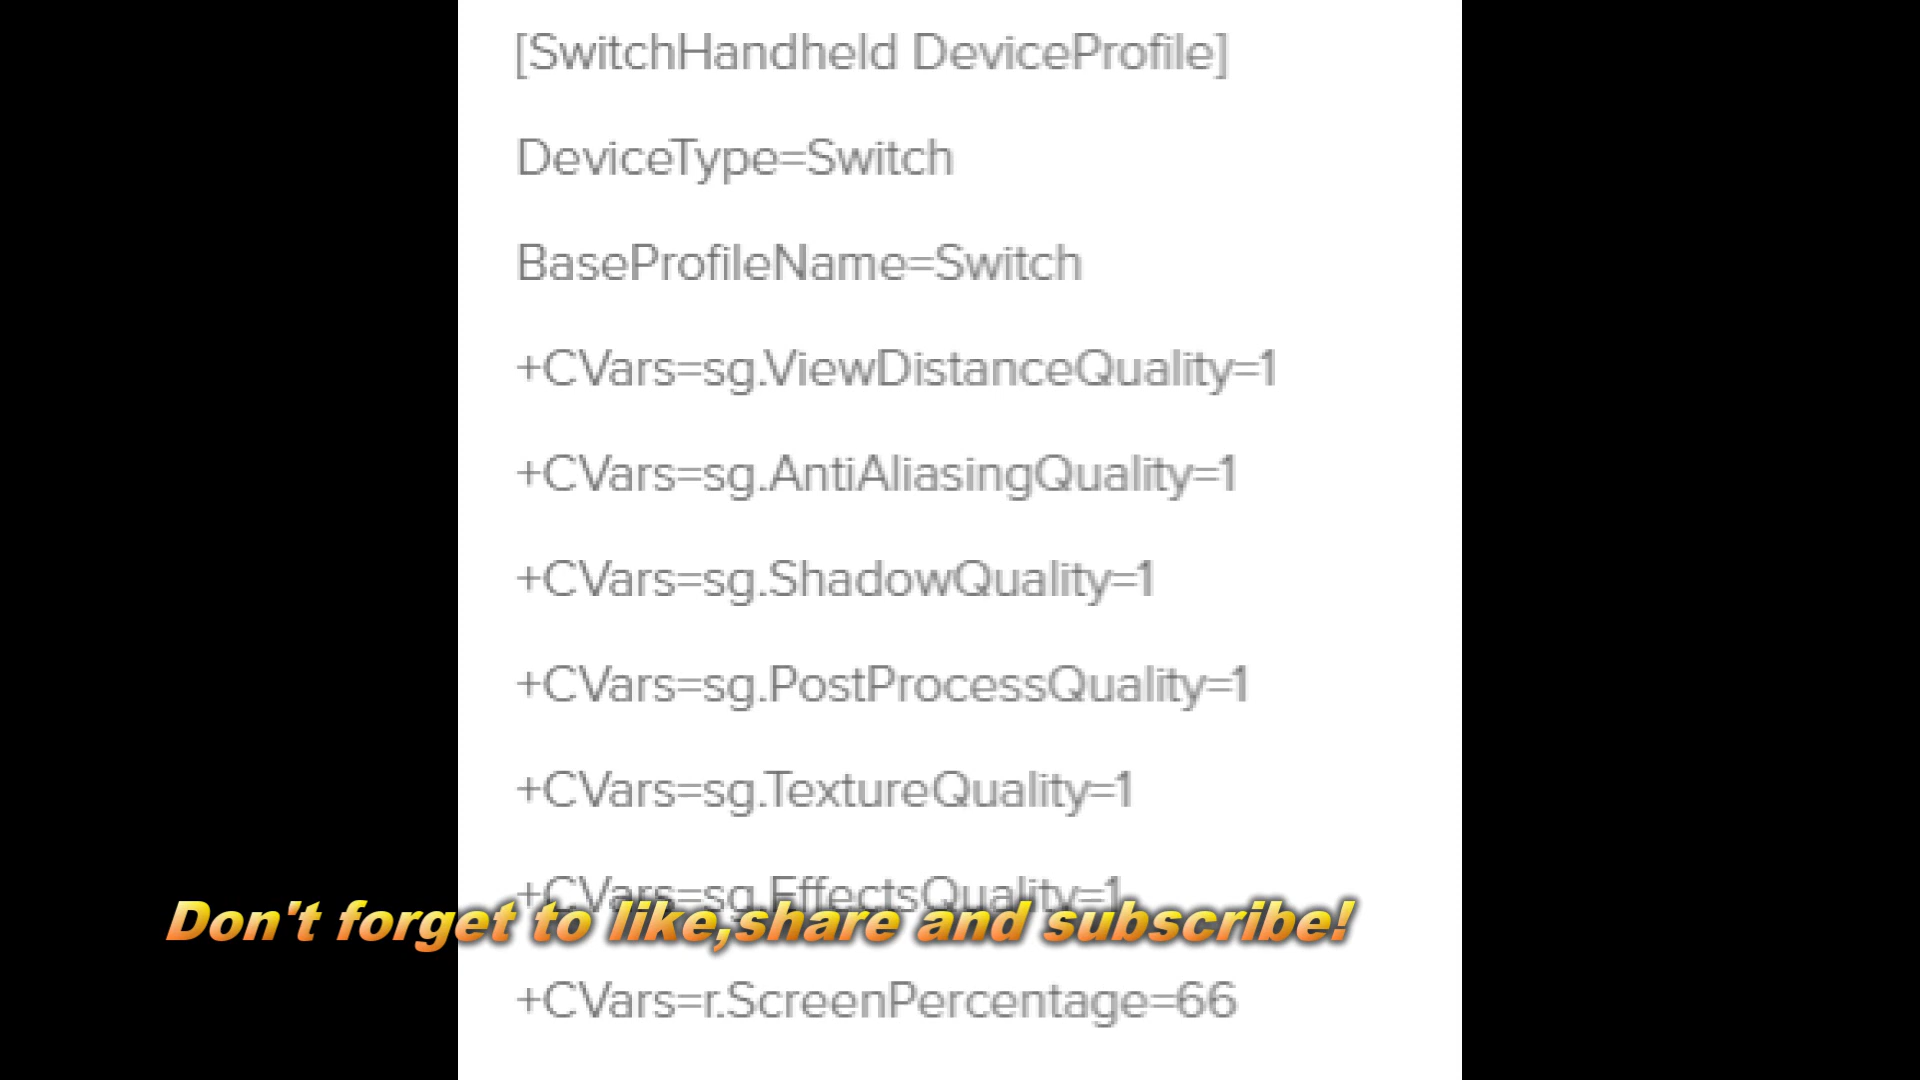 [SwitchHandheld DeviceProfile]
DeviceType=Switch
BaseProfileName=Switch
+CVars=sg.ViewDistanceQuality=1
+CVars=sg.AntiAliasingQuality=1
+CVars=sg.ShadowQuality=1
+CVars=sg.PostProcessQuality=1
+CVars=sg.TextureQuality=1
+CVars=sg.EffectsQuality=1
Don't forget to like,share and subscribe!
+CVars=r.ScreenPercentage=66